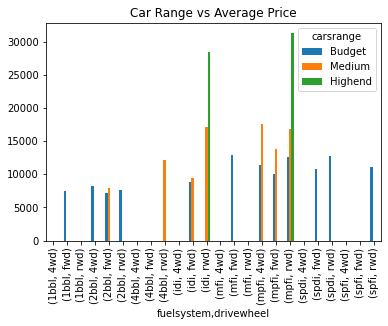 Car Range vs Average Price
carsrange
Budget
Medium
Highend
30000
25000
20000
15000
10000
5000
0
(1bbl, 4wd)
(1bbl, fwd)
(1bbl, rwd)
(2bbl, 4wd)
(2bbl, fwd)
(2bbl, rwd)
(4bbl, 4wd)
(4bbl, fwd)
(4bbl, rwd)
(idi, 4wd)
(idi, fwd)
(idi, rwd)
(mfi, 4wd)
(mfi, fwd)
(mfi, rwd)
(mpfi, 4wd)
(mpfi, fwd)
(mpfi, rwd)
(spdi, 4wd)
(spdi, fwd)
(spdi, rwd)
(spfi, 4wd)
(spfi, fwd)
(spfi, rwd)
fuelsystem,drivewheel